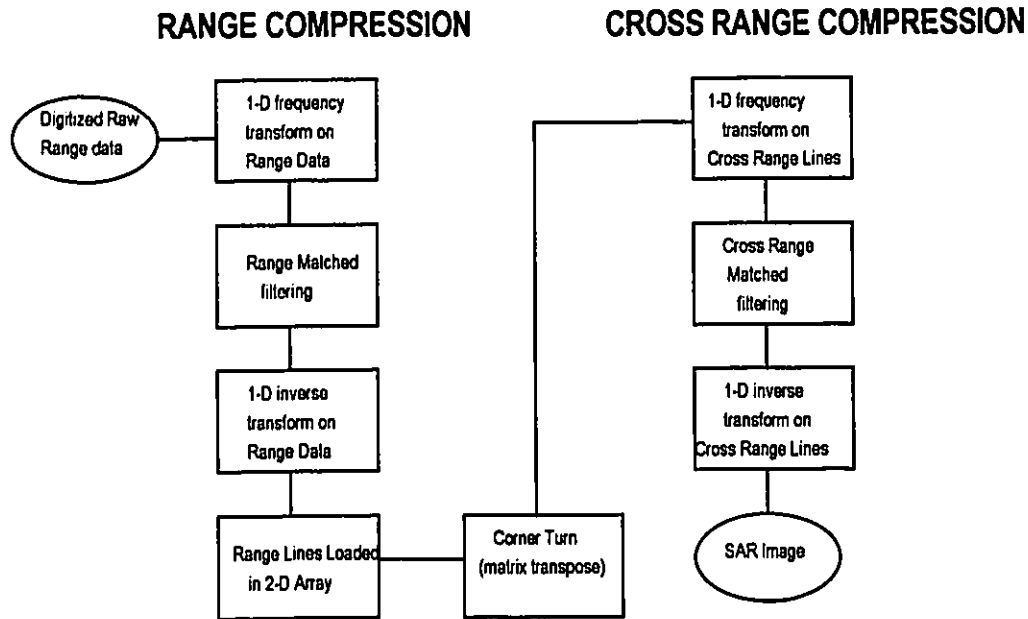 RANGE COMPRESSION
CROSS RANGE COMPRESSION
Digitized Raw
Range data
1-D frequency
transform on
Range Data
Range Matched
filtering
1-D inverse
transform on
Range Data
Range Lines Loaded
in 2-D Array
Corner Turn
(matrix transpose)
1-D frequency
transform on
Cross Range Lines
Cross Range
Matched
filtering
1-D inverse
transform on
Cross Range Lines
SAR Image